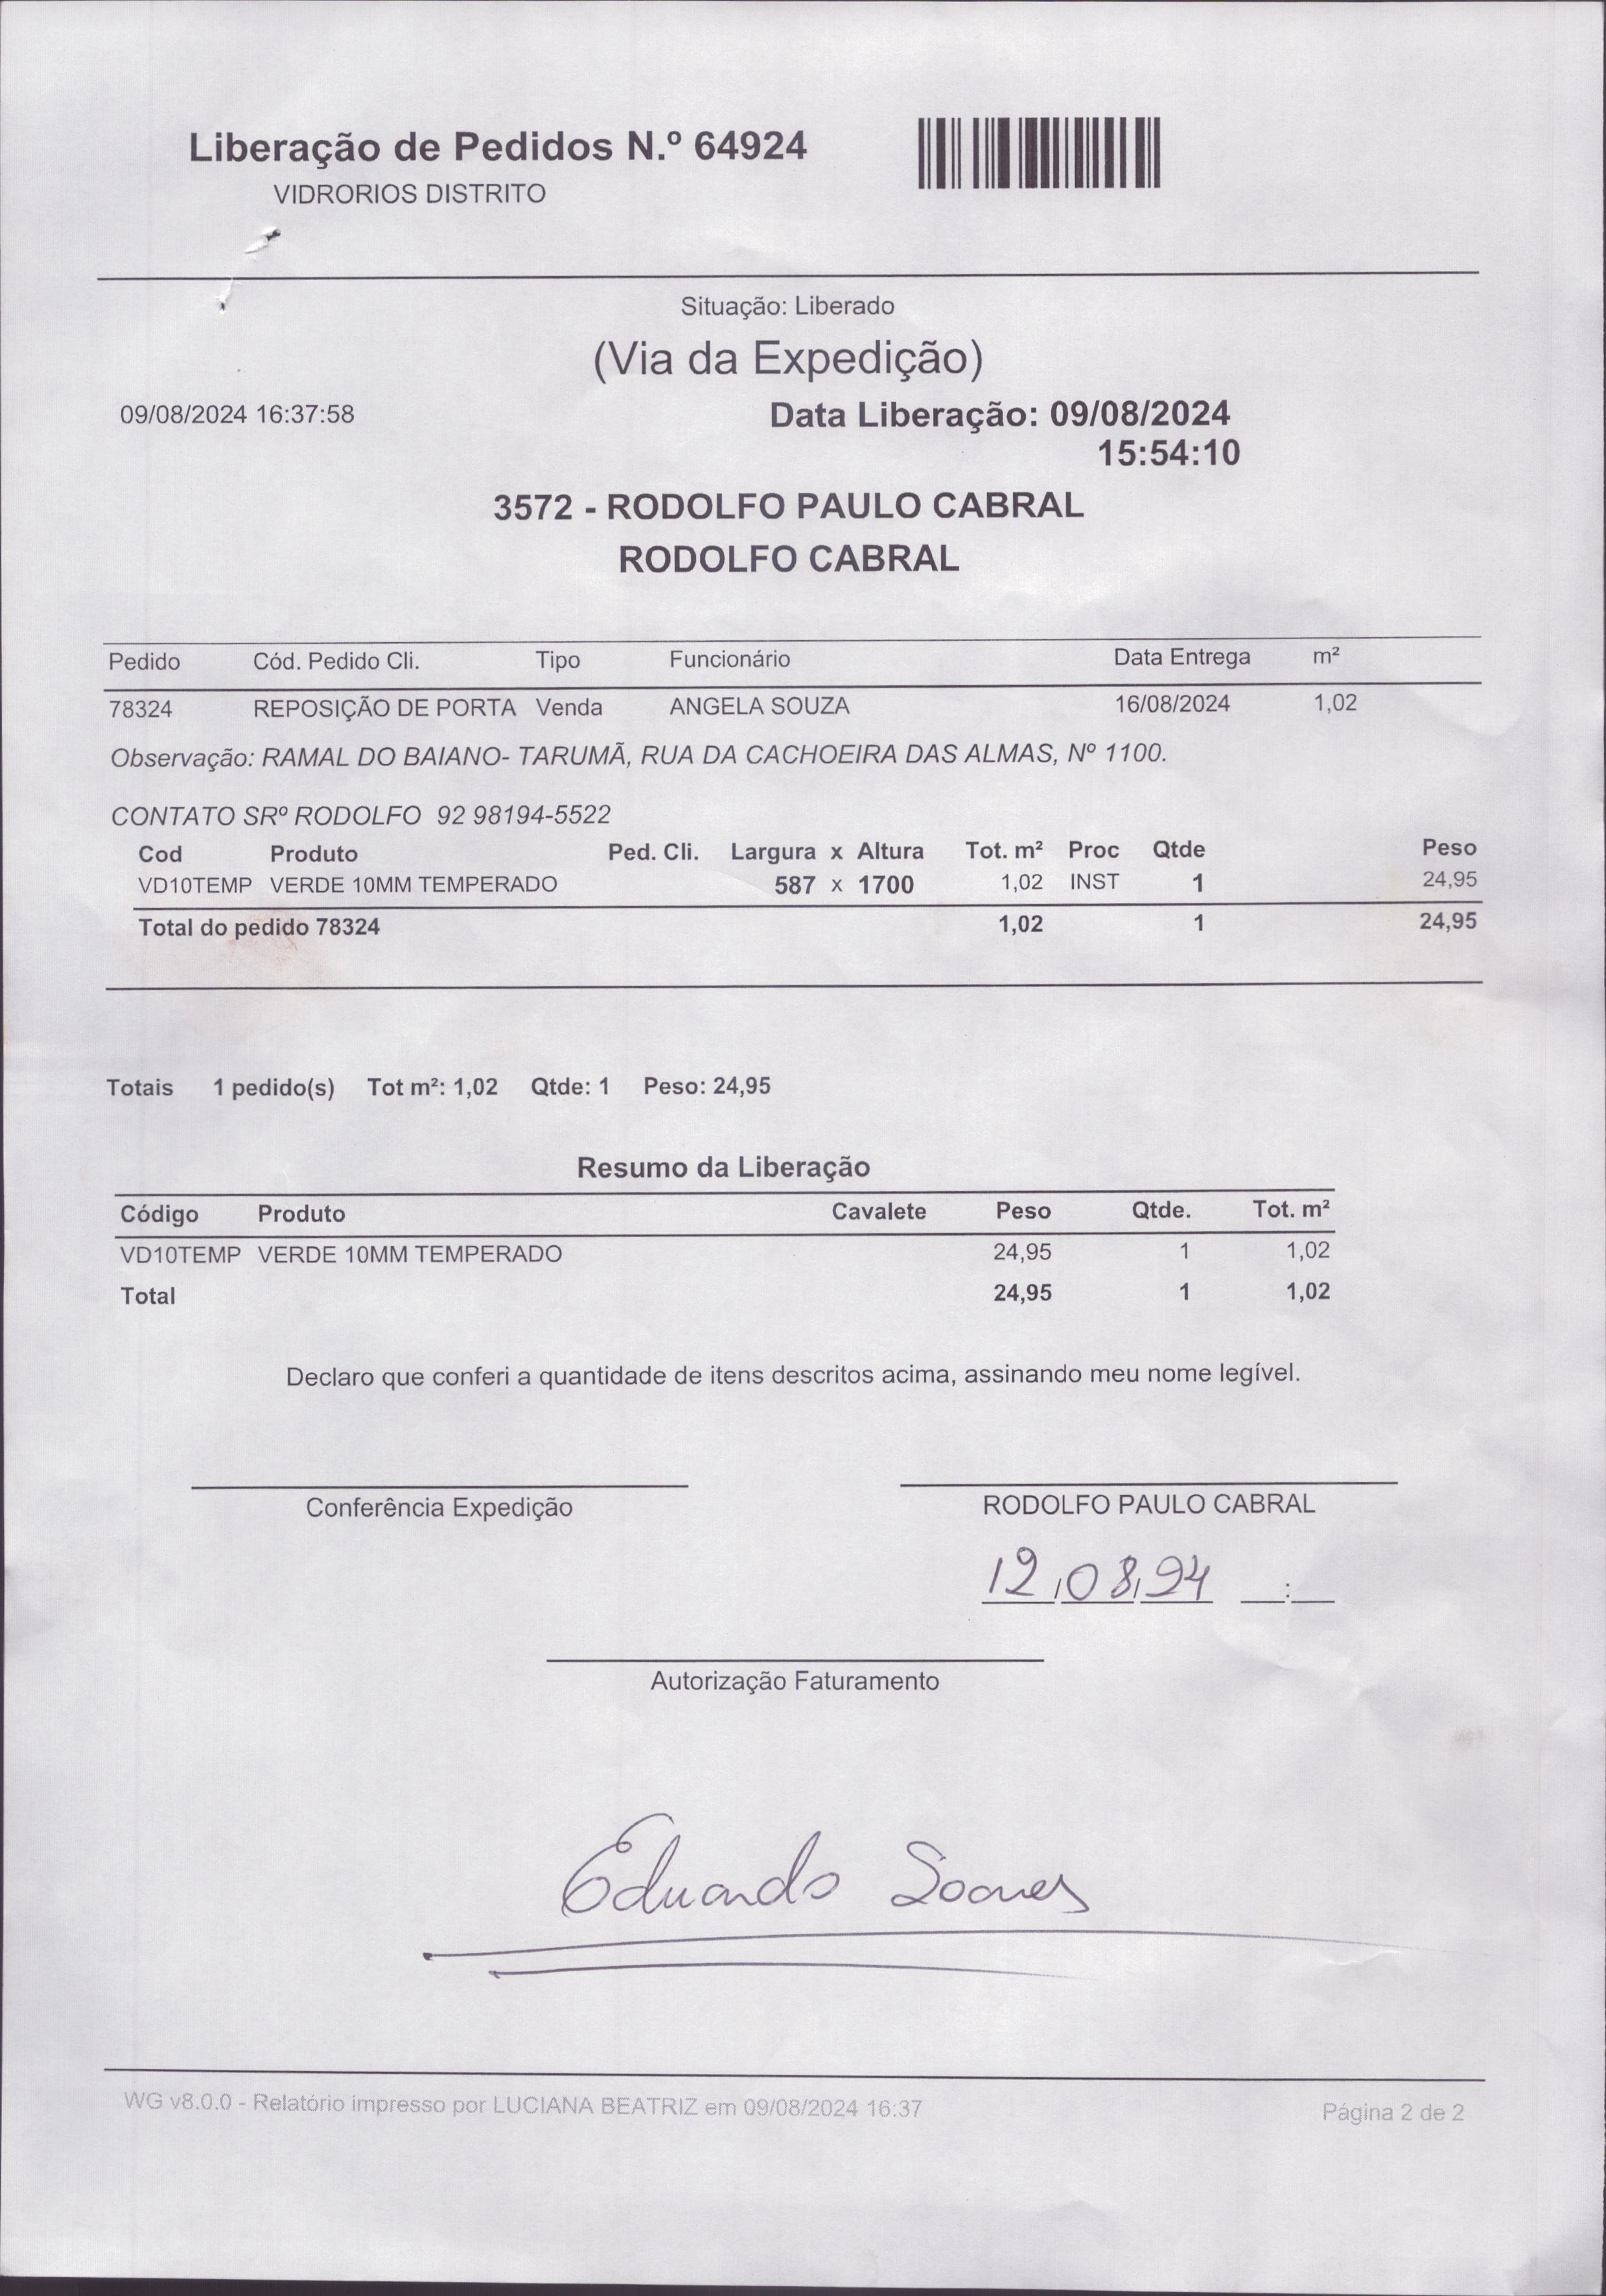 Liberação de Pedidos N.º 64924
VIDRORIOS DISTRITO
Situação: Liberado
(Via da Expedição)
09/08/2024 16:37:58 Data Liberação: 09/08/2024
15:54:10
3572 - RODOLFO PAULO CABRAL
RODOLFO CABRAL
Pedido Cód. Pedido Cli. Tipo Funcionário Data Entrega m²
78324 REPOSIÇÃO DE PORTA Venda ANGELA SOUZA 16/08/2024 1,02
Observação: RAMAL DO BAIANO- TARUMÃ, RUA DA CACHOEIRA DAS ALMAS, Nº 1100.
CONTATO SRº RODOLFO 92 98194-5522
Cod Produto Ped. Cli. Largura x Altura Tot. m² Proc Qtde Peso
VD10TEMP VERDE 10MM TEMPERADO 587 x 1700 1,02 INST 1 24,95
Total do pedido 78324 1,02 1 24,95
Totais 1 pedido(s) Tot m²: 1,02 Qtde: 1 Peso: 24,95
Resumo da Liberação
Código Produto Cavalete Peso Qtde. Tot. m²
VD10TEMP VERDE 10MM TEMPERADO 24,95 1 1,02
Total 24,95 1 1,02
Declaro que conferi a quantidade de itens descritos acima, assinando meu nome legível.
Conferência Expedição RODOLFO PAULO CABRAL
12/08/24 __:__
Autorização Faturamento
Eduardo Soares
WG v8.0.0 - Relatório impresso por LUCIANA BEATRIZ em 09/08/2024 16:37 Página 2 de 2